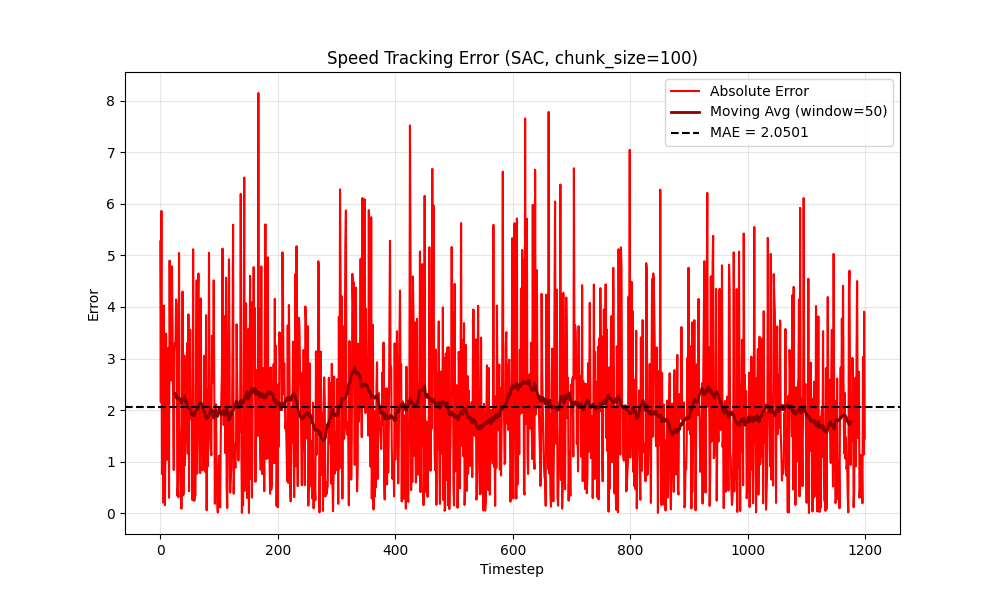 Speed Tracking Error (SAC, chunk_size=100)
Absolute Error
Moving Avg (window=50)
MAE = 2.0501
Error
8
7
6
5
4
3
2
1
0
0 200 400 600 800 1000 1200
Timestep